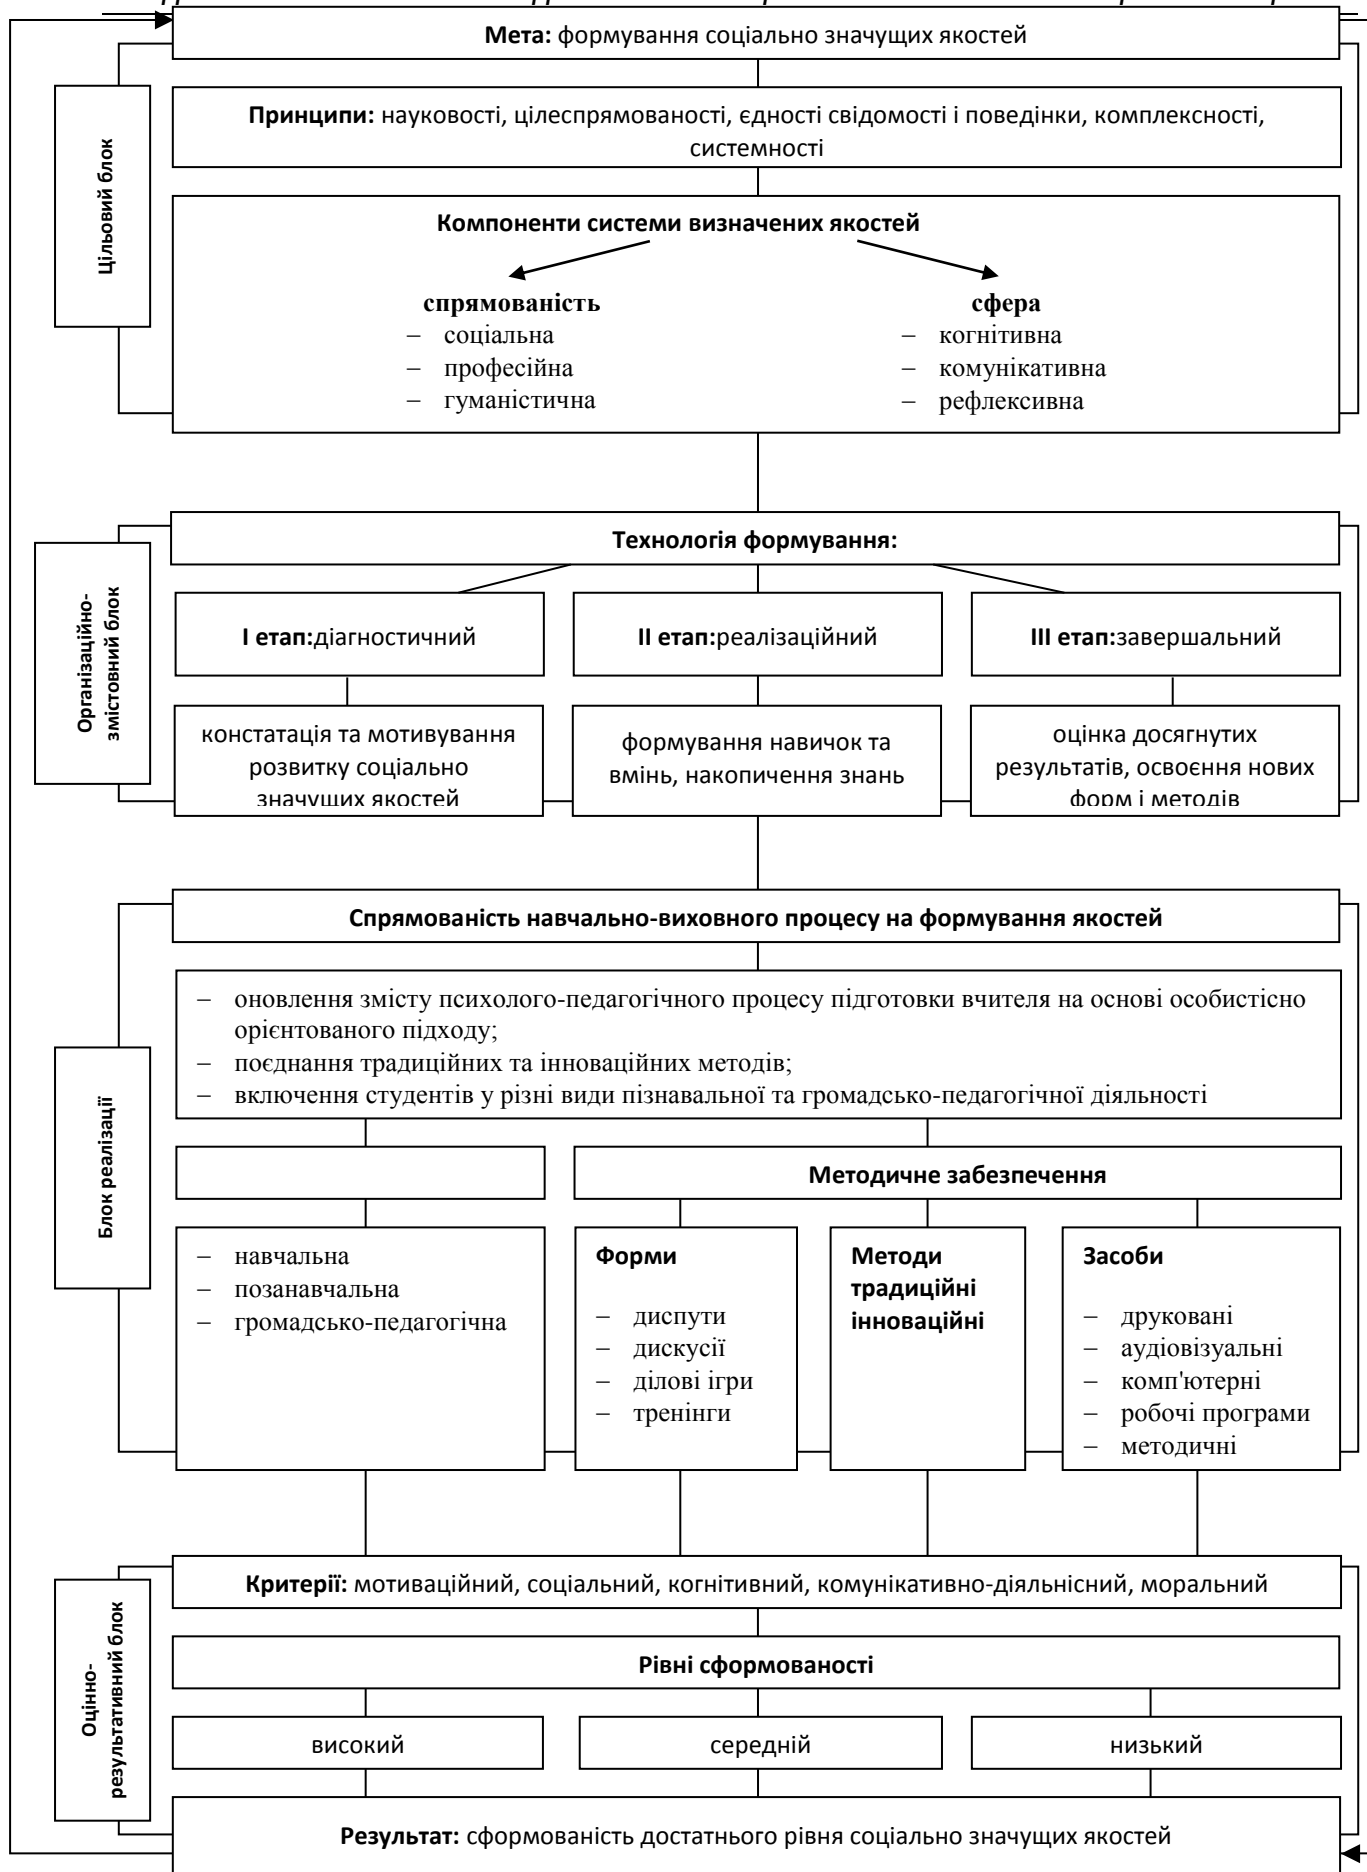 Мета: формування соціально значущих якостей
Принципи: науковості, цілеспрямованості, єдності свідомості і поведінки, комплексності,
системності
Цільовий блок
Компоненти системи визначених якостей
спрямованість
– соціальна
– професійна
– гуманістична
сфера
– когнітивна
– комунікативна
– рефлексивна
Організаційно-
змістовний блок
Технологія формування:
І етап:діагностичний
ІІ етап:реалізаційний
ІІІ етап:завершальний
констатація та мотивування
розвитку соціально
значущих якостей
формування навичок та
вмінь, накопичення знань
оцінка досягнутих
результатів, освоєння нових
форм і методів
Блок реалізації
Спрямованість навчально-виховного процесу на формування якостей
– оновлення змісту психолого-педагогічного процесу підготовки вчителя на основі особистісно
орієнтованого підходу;
– поєднання традиційних та інноваційних методів;
– включення студентів у різні види пізнавальної та громадсько-педагогічної діяльності
Методичне забезпечення
– навчальна
– позанавчальна
– громадсько-педагогічна
Форми
– диспути
– дискусії
– ділові ігри
– тренінги
Методи
традиційні
інноваційні
Засоби
– друковані
– аудіовізуальні
– комп'ютерні
– робочі програми
– методичні
Оцінно-
результативний блок
Критерії: мотиваційний, соціальний, когнітивний, комунікативно-діяльнісний, моральний
Рівні сформованості
високий
середній
низький
Результат: сформованість достатнього рівня соціально значущих якостей